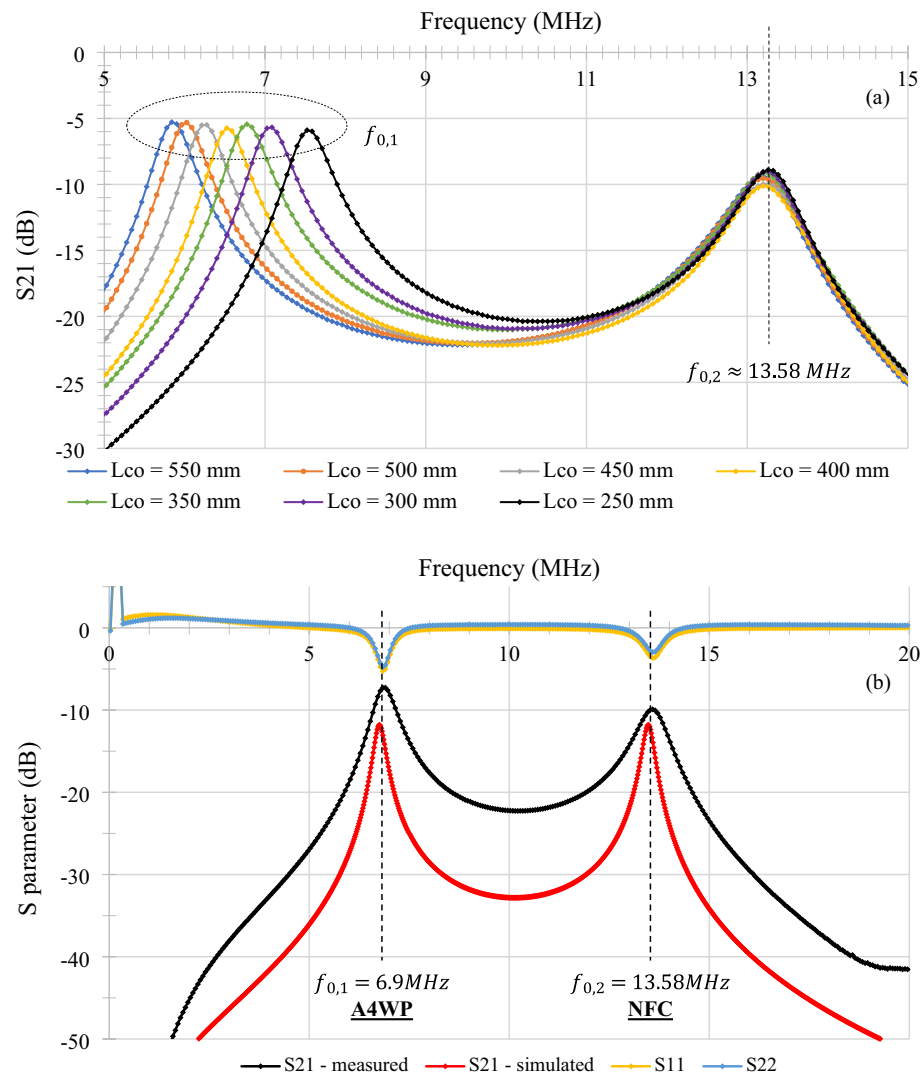 Frequency (MHz)
0
5 7 9 11 13 15
(a)
-5
-10
-15
-20
-25
-30
S21 (dB)
f0,1
f0,2 ≈ 13.58 MHz
Lco = 550 mm Lco = 500 mm Lco = 450 mm Lco = 400 mm
Lco = 350 mm Lco = 300 mm Lco = 250 mm
Frequency (MHz)
0
0 5 10 15 20
(b)
-10
-20
-30
-40
-50
S parameter (dB)
f0,1 = 6.9MHz
A4WP
f0,2 = 13.58MHz
NFC
S21 - measured S21 - simulated S11 S22